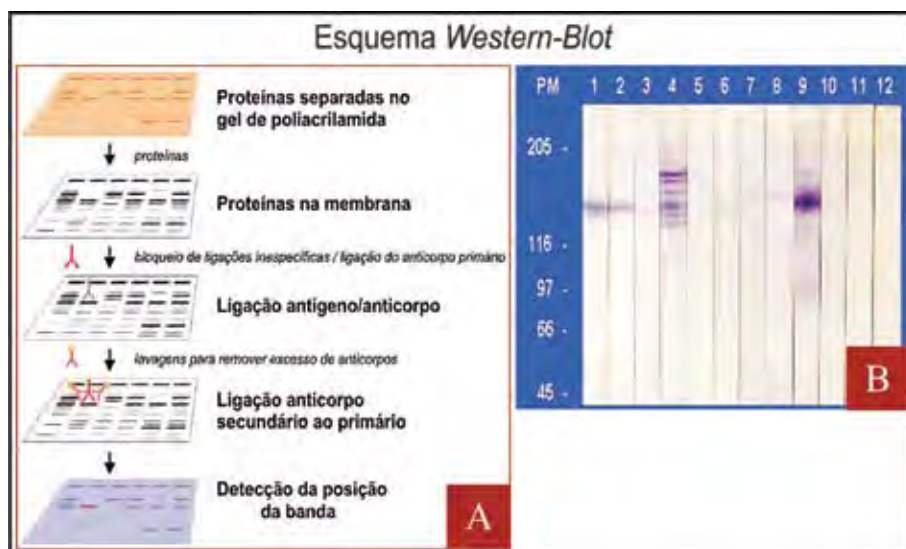 Esquema Western-Blot
Proteínas separadas no
gel de poliacrilamida
proteínas
Proteínas na membrana
bloqueio de ligações inespecíficas / ligação do anticorpo primário
Ligação antígeno/anticorpo
lavagens para remover excesso de anticorpos
Ligação anticorpo
secundário ao primário
Detecção da posição
da banda
A
PM 1 2 3 4 5 6 7 8 9 10 11 12
205 -
116 -
97 -
66 -
45 -
B